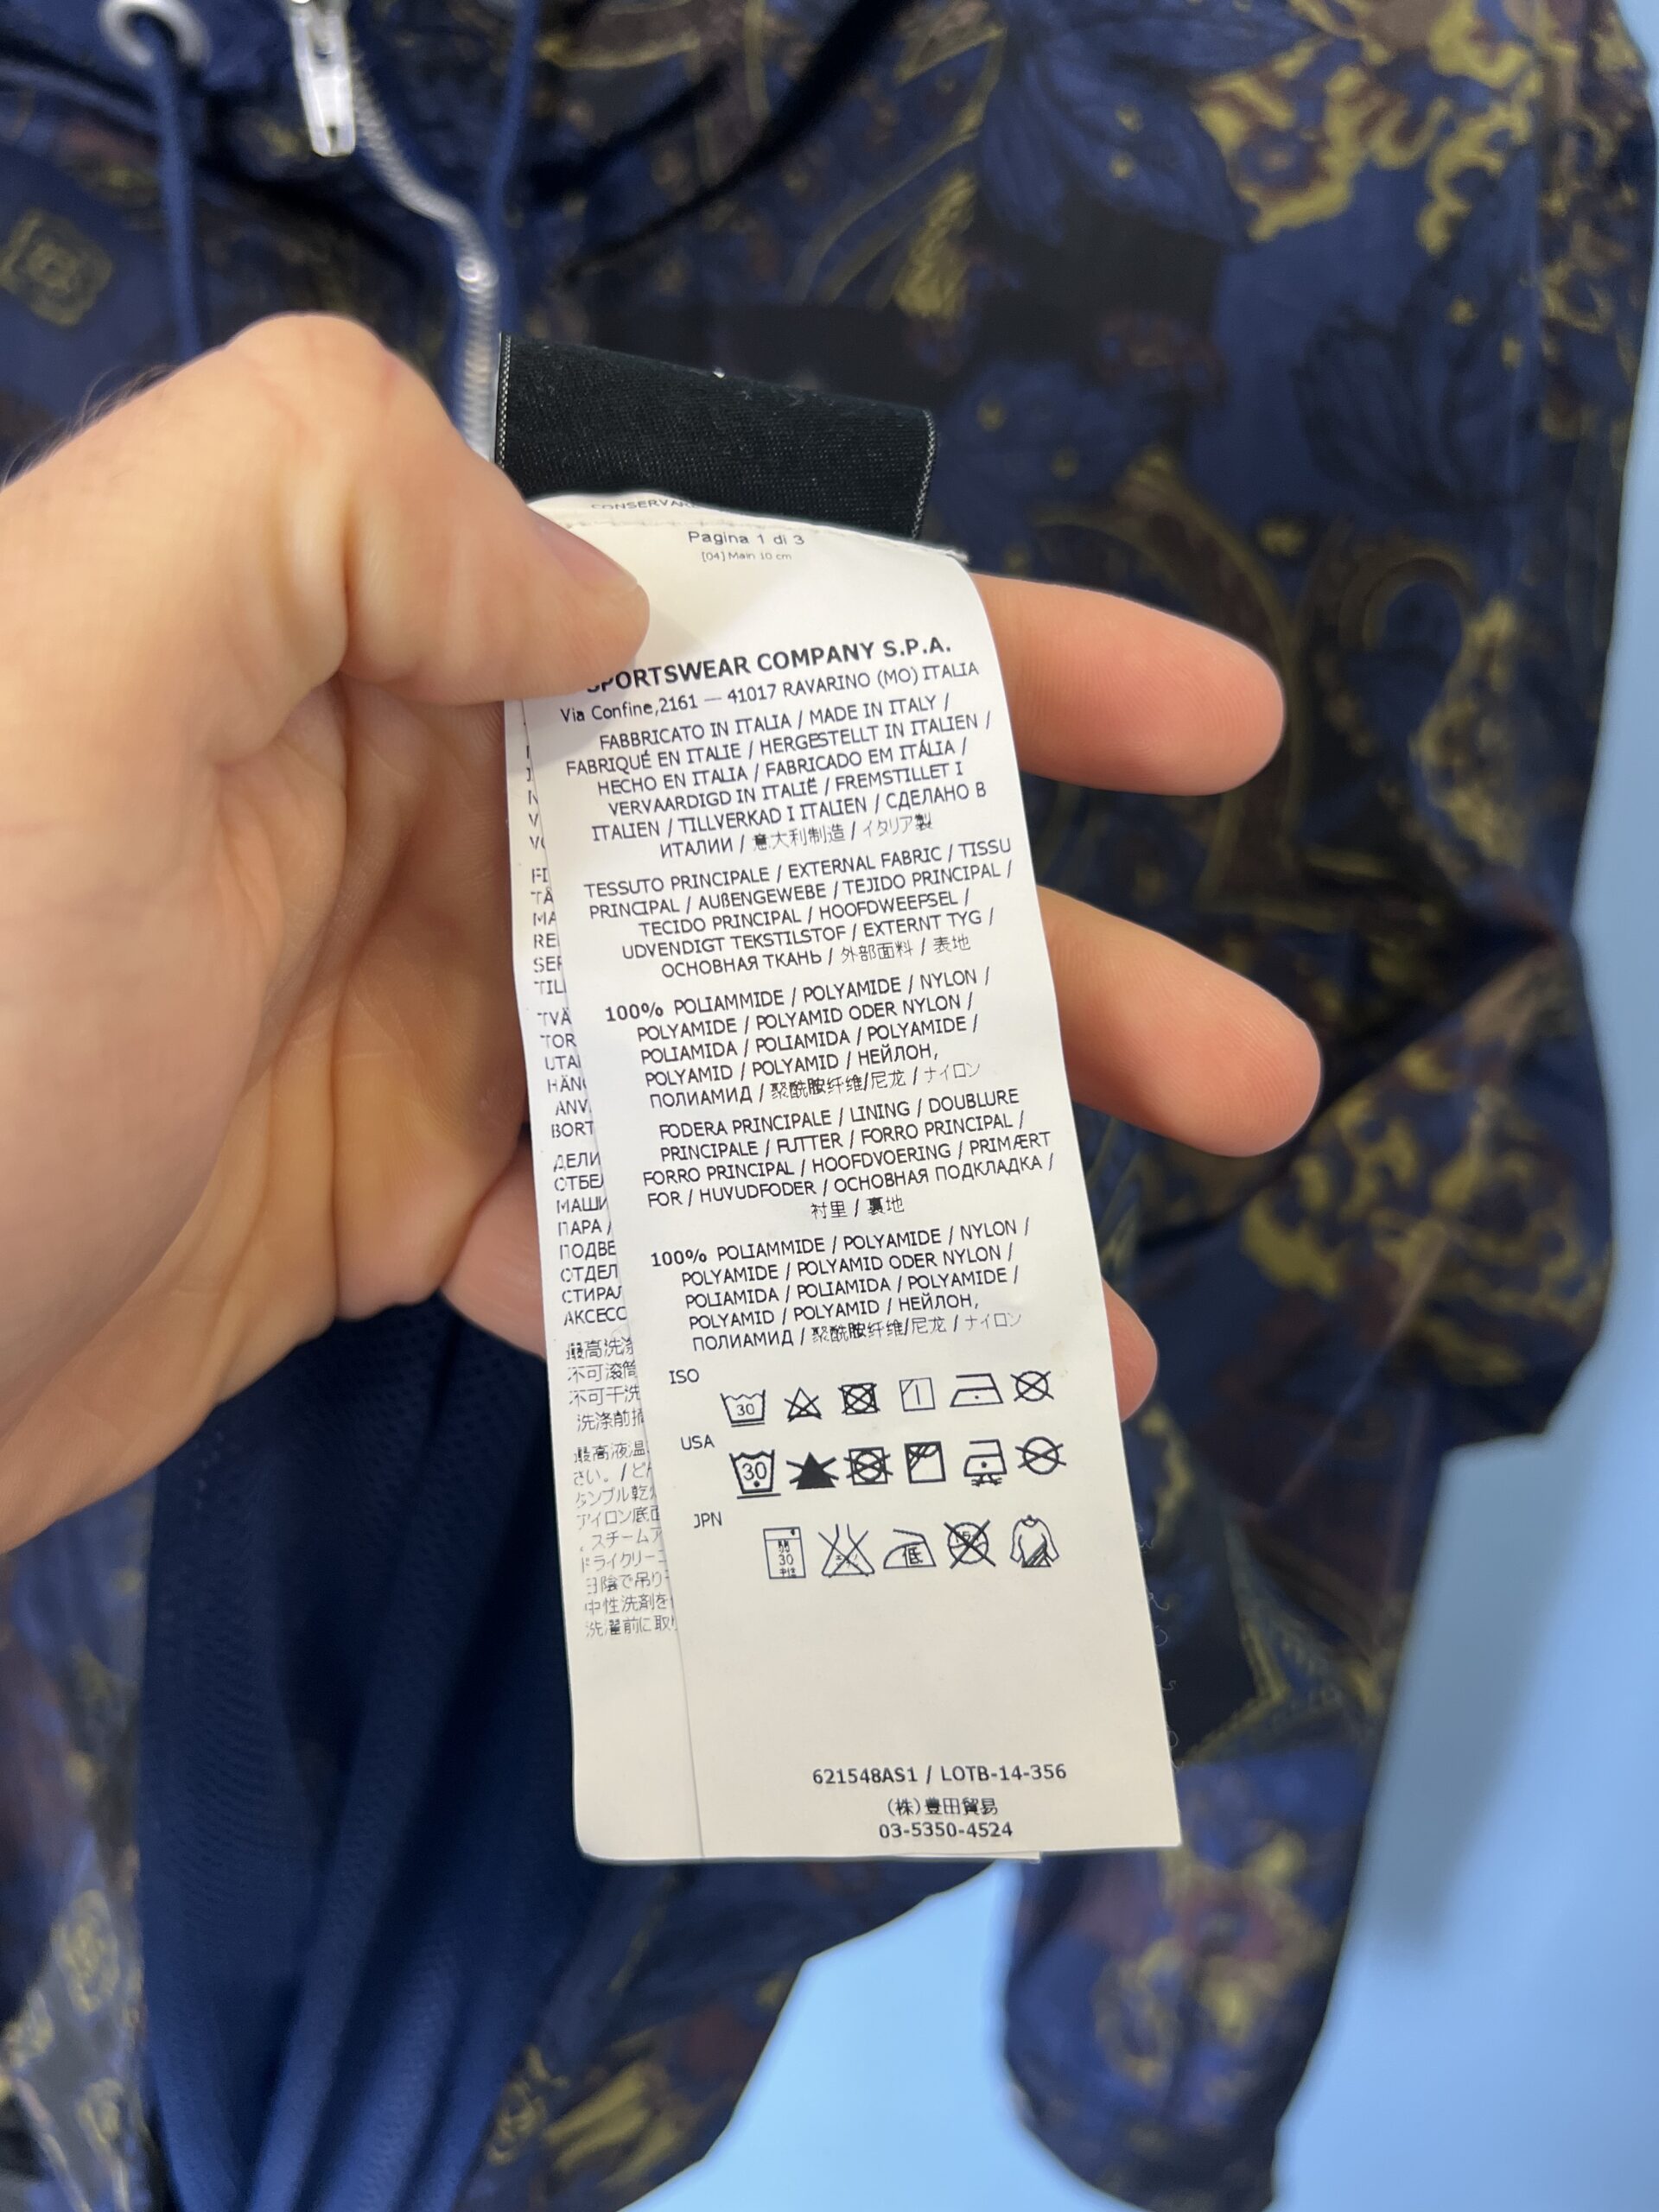 Pagina 1 di 3
[04] Main 10 cm
SPORTSWEAR COMPANY S.P.A.
Via Confine,2161 — 41017 RAVARINO (MO) ITALIA
FABBRICATO IN ITALIA / MADE IN ITALY /
FABRIQUÉ EN ITALIE / HERGESTELLT IN ITALIEN /
HECHO EN ITALIA / FABRICADO EM ITÁLIA /
VERVAARDIGD IN ITALIË / FREMSTILLET I
ITALIEN / TILLVERKAD I ITALIEN / СДЕЛАНО В
ИТАЛИИ / 意大利制造 / イタリア製
TESSUTO PRINCIPALE / EXTERNAL FABRIC / TISSU
PRINCIPAL / AUßENGEWEBE / TEJIDO PRINCIPAL /
TECIDO PRINCIPAL / HOOFDWEEFSEL /
UDVENDIGT TEKSTILSTOF / EXTERNT TYG /
ОСНОВНАЯ ТКАНЬ / 外部面料 / 表地
100% POLIAMMIDE / POLYAMIDE / NYLON /
POLYAMIDE / POLYAMID ODER NYLON /
POLIAMIDA / POLIAMIDA / POLYAMIDE /
POLYAMID / POLYAMID / НЕЙЛОН,
ПОЛИАМИД / 聚酰胺纤维/尼龙 / ナイロン
FODERA PRINCIPALE / LINING / DOUBLURE
PRINCIPALE / FUTTER / FORRO PRINCIPAL /
FORRO PRINCIPAL / HOOFDVOERING / PRIMÆRT
FOR / HUVUDFODER / ОСНОВНАЯ ПОДКЛАДКА /
衬里 / 裏地
100% POLIAMMIDE / POLYAMIDE / NYLON /
POLYAMIDE / POLYAMID ODER NYLON /
POLIAMIDA / POLIAMIDA / POLYAMIDE /
POLYAMID / POLYAMID / НЕЙЛОН,
ПОЛИАМИД / 聚酰胺纤维/尼龙 / ナイロン
ISO
30
USA
30
JPN
弱
30
中性
低
621548AS1 / LOTB-14-356
(株)豊田貿易
03-5350-4524